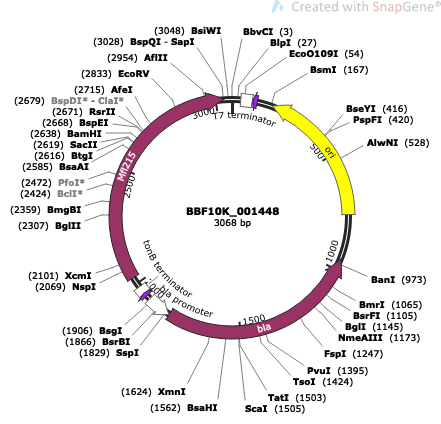 Created with SnapGene®
(3048) BsiWI
BbvCI (3)
(3028) BspQI - SapI
BlpI (27)
(2954) AflII
EcoO109I (54)
(2833) EcoRV
BsmI (167)
(2715) AfeI
(2679) BspDI* - ClaI*
(2671) RsrII
(2668) BspEI
(2638) BamHI
(2619) SacII
(2616) BtgI
(2585) BsaAI
(2472) PfoI*
(2424) BclI*
(2359) BmgBI
(2307) BglII
BseYI (416)
PspFI (420)
AlwNI (528)
3000
T7 terminator
500
ori
Mfl215
2500
BBF10K_001448
3068 bp
1000
tonB terminator
2000
bla promoter
(2101) XcmI
(2069) NspI
BanI (973)
BmrI (1065)
BsrFI (1105)
BglI (1145)
NmeAIII (1173)
(1906) BsgI
(1866) BsrBI
(1829) SspI
1500
bla
FspI (1247)
PvuI (1395)
TsoI (1424)
(1624) XmnI
TatI (1503)
(1562) BsaHI
ScaI (1505)